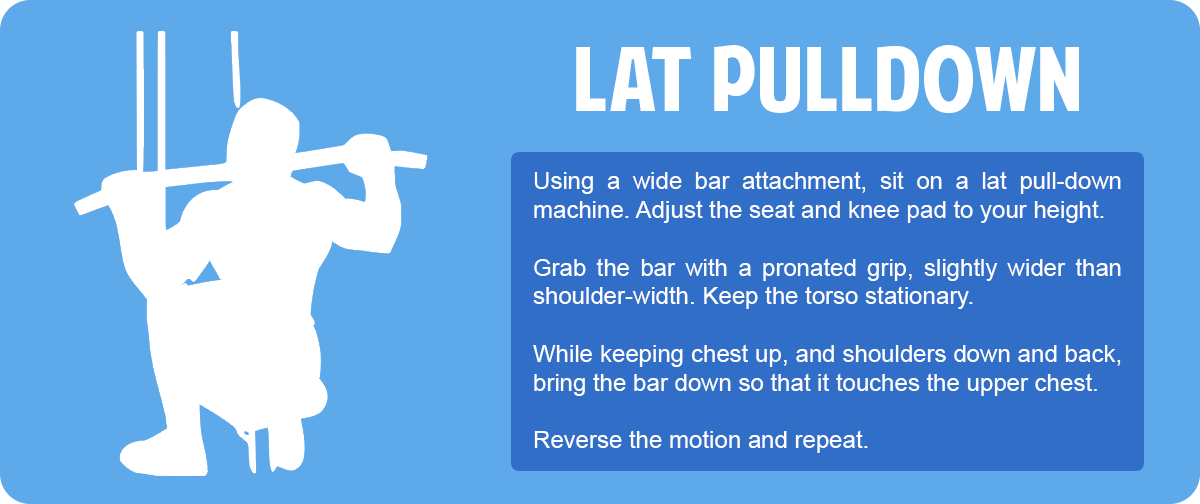 LAT PULLDOWN
Using a wide bar attachment, sit on a lat pull-down
machine. Adjust the seat and knee pad to your height.
Grab the bar with a pronated grip, slightly wider than
shoulder-width. Keep the torso stationary.
While keeping chest up, and shoulders down and back,
bring the bar down so that it touches the upper chest.
Reverse the motion and repeat.